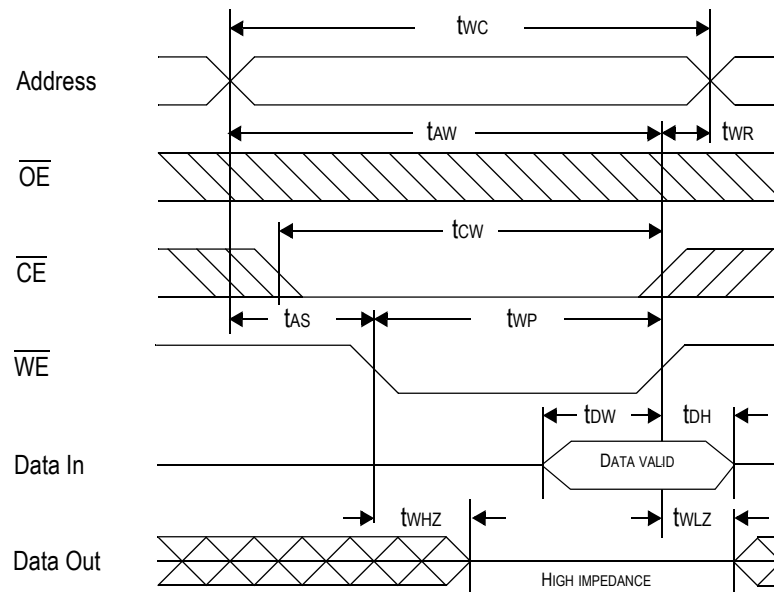 tWC
Address
tAW
tWR
OE
tCW
CE
tAS
tWP
WE
tDW
tDH
Data In
DATA VALID
tWHZ
tWLZ
Data Out
HIGH IMPEDANCE